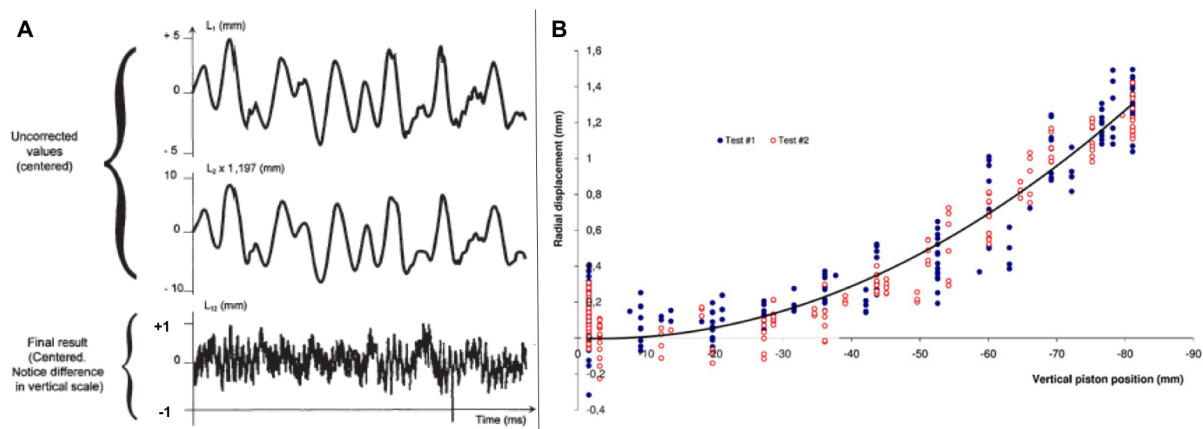 A
L₁ (mm)
+ 5
0
- 5
Uncorrected
values
(centered)
L₂ x 1,197 (mm)
10
0
- 10
L₁₂ (mm)
+1
0
-1
Final result
(Centered.
Notice difference
in vertical scale)
Time (ms)
B
Radial displacement (mm)
1,6
1,4
1,2
1
0,8
0,6
0,4
0,2
0
-0,2
-0,4
Test #1
Test #2
0
-10
-20
-30
-40
-50
-60
-70
-80
-90
Vertical piston position (mm)